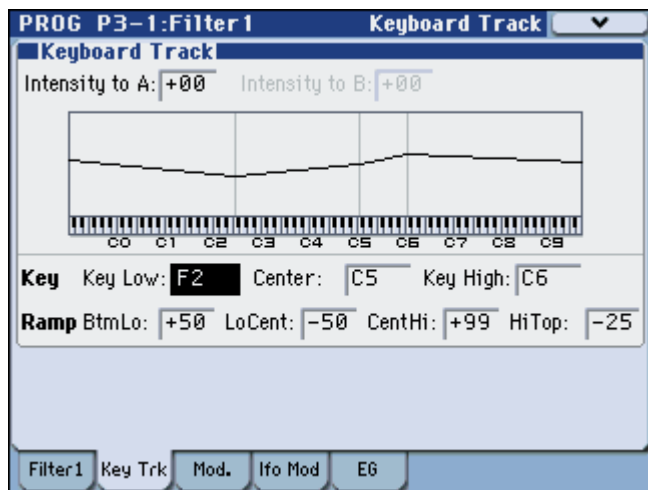 PROG P3-1:Filter1 Keyboard Track
Keyboard Track
Intensity to A: +00 Intensity to B: +00
C0 C1 C2 C3 C4 C5 C6 C7 C8 C9
Key Key Low: F2 Center: C5 Key High: C6
Ramp BtmLo: +50 LoCent: -50 CentHi: +99 HiTop: -25
Filter1 Key Trk Mod. lfo Mod EG